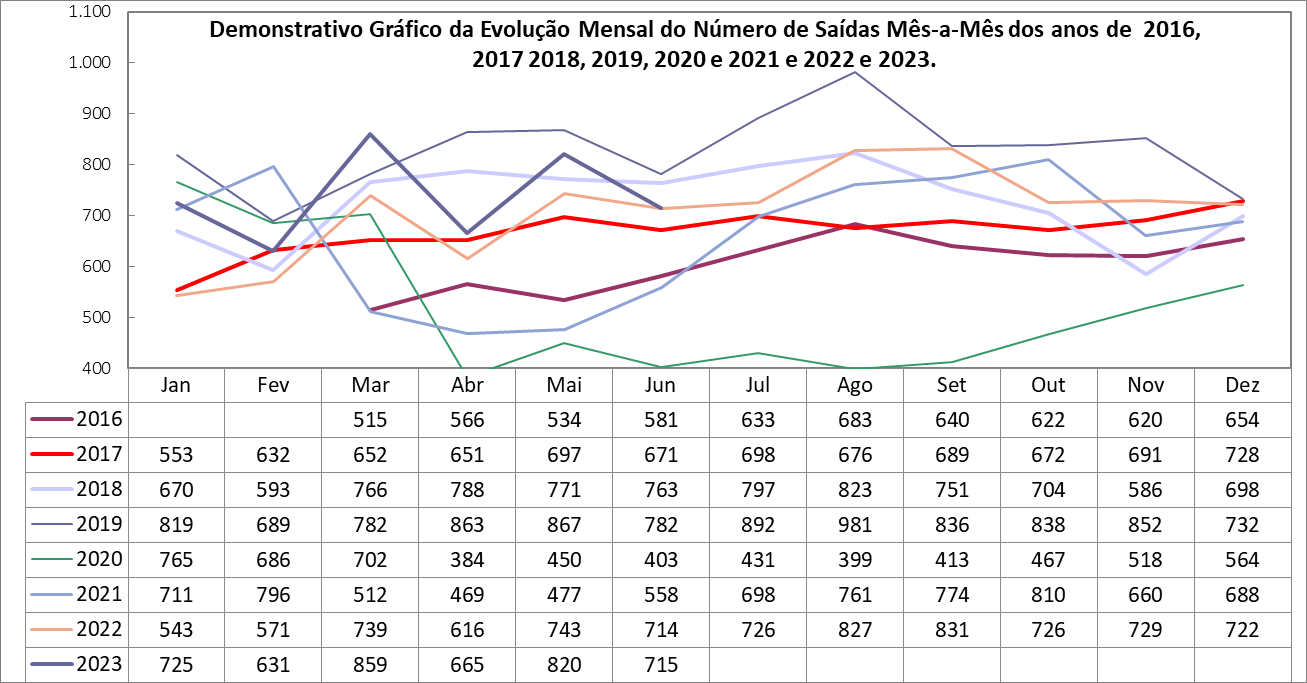 1.100
Demonstrativo Gráfico da Evolução Mensal do Número de Saídas Mês-a-Mês dos anos de 2016,
2017 2018, 2019, 2020 e 2021 e 2022 e 2023.
1.000
900
800
700
600
500
400
Jan Fev Mar Abr Mai Jun Jul Ago Set Out Nov Dez
2016 515 566 534 581 633 683 640 622 620 654
2017 553 632 652 651 697 671 698 676 689 672 691 728
2018 670 593 766 788 771 763 797 823 751 704 586 698
2019 819 689 782 863 867 782 892 981 836 838 852 732
2020 765 686 702 384 450 403 431 399 413 467 518 564
2021 711 796 512 469 477 558 698 761 774 810 660 688
2022 543 571 739 616 743 714 726 827 831 726 729 722
2023 725 631 859 665 820 715